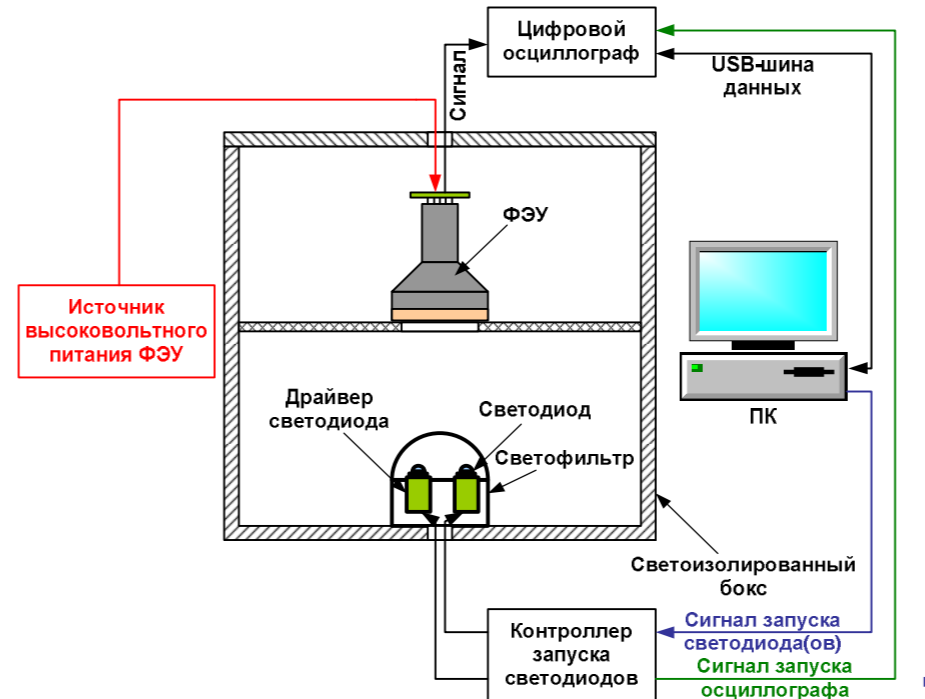 Цифровой
осциллограф
Сигнал
USB-шина
данных
ФЭУ
Источник
высоковольтного
питания ФЭУ
ПК
Драйвер
светодиода
Светодиод
Светофильтр
Светоизолированный
бокс
Контроллер
запуска
светодиодов
Сигнал запуска
светодиода(ов)
Сигнал запуска
осциллографа